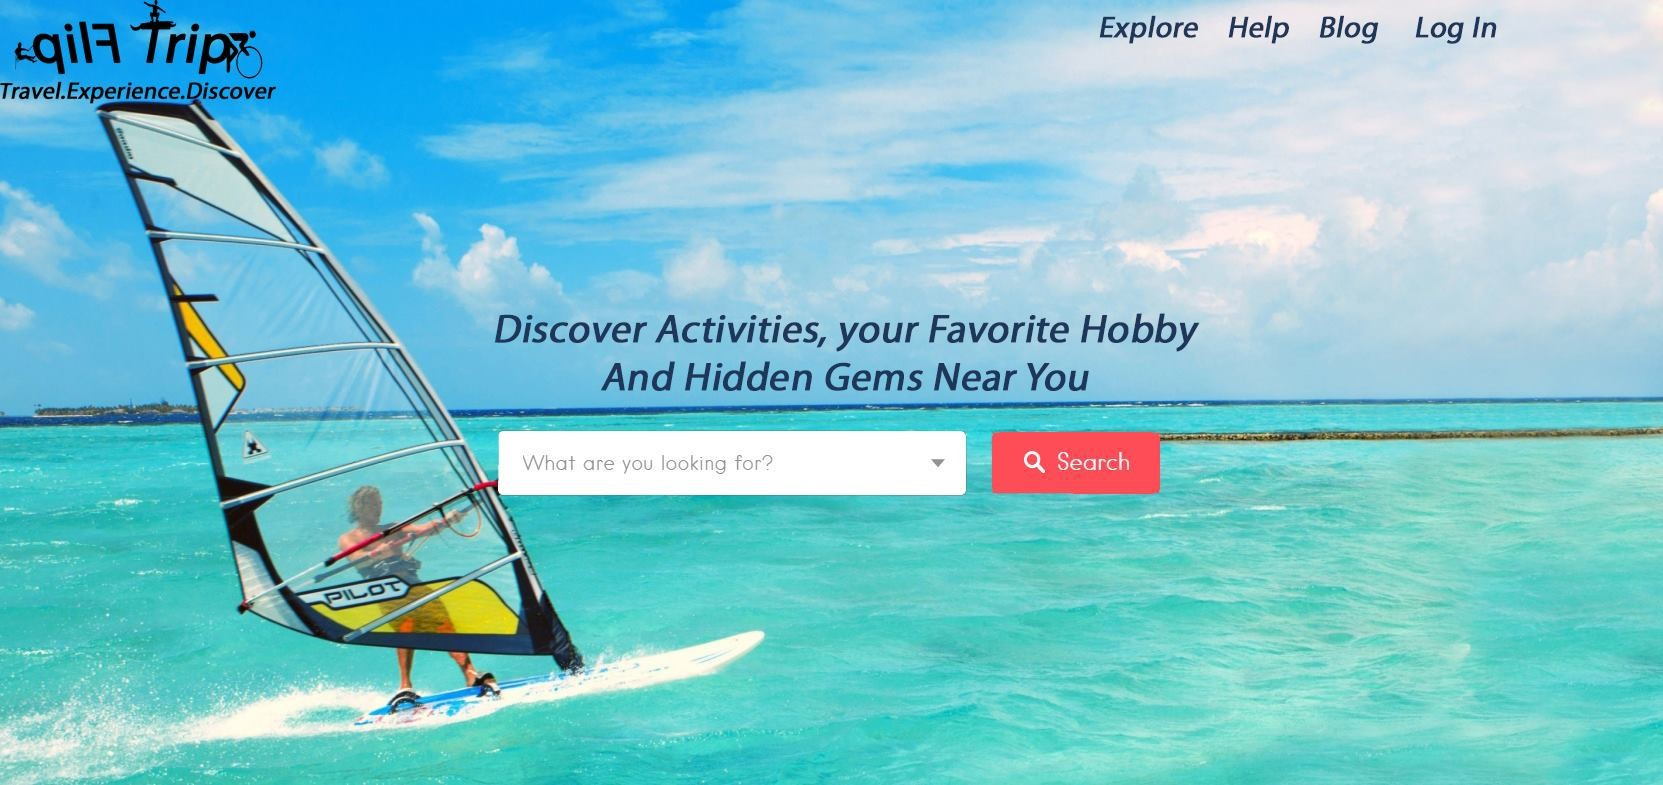 Flip Trip
Travel.Experience.Discover
Explore Help Blog Log In
Discover Activities, your Favorite Hobby
And Hidden Gems Near You
What are you looking for?
Search
PILOT